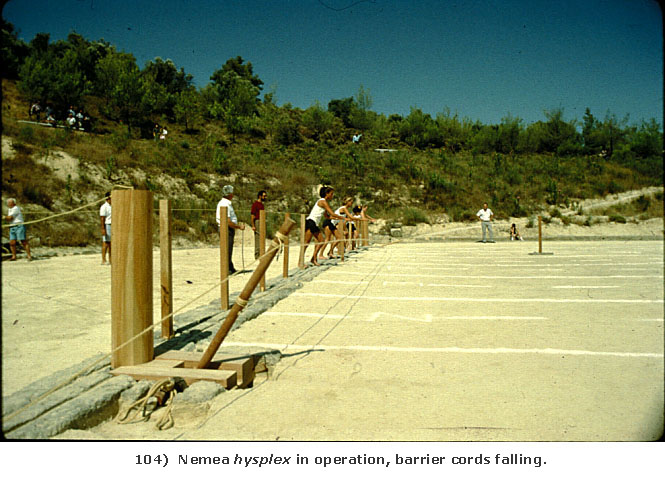 104) Nemea hysplex in operation, barrier cords falling.